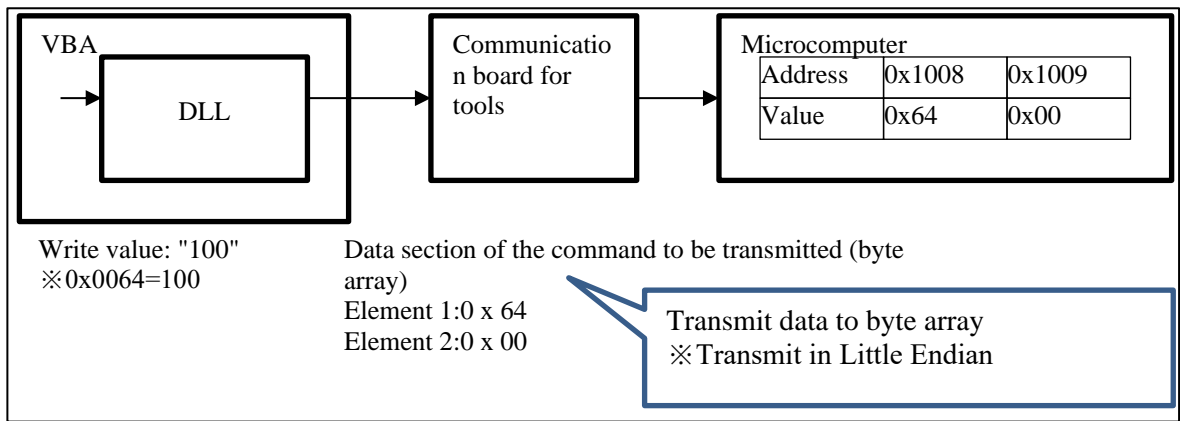 VBA
DLL
Communicatio
n board for
tools
Microcomputer
Address 0x1008 0x1009
Value 0x64 0x00
Write value: "100"
※0x0064=100
Data section of the command to be transmitted (byte
array)
Element 1:0 x 64
Element 2:0 x 00
Transmit data to byte array
※Transmit in Little Endian